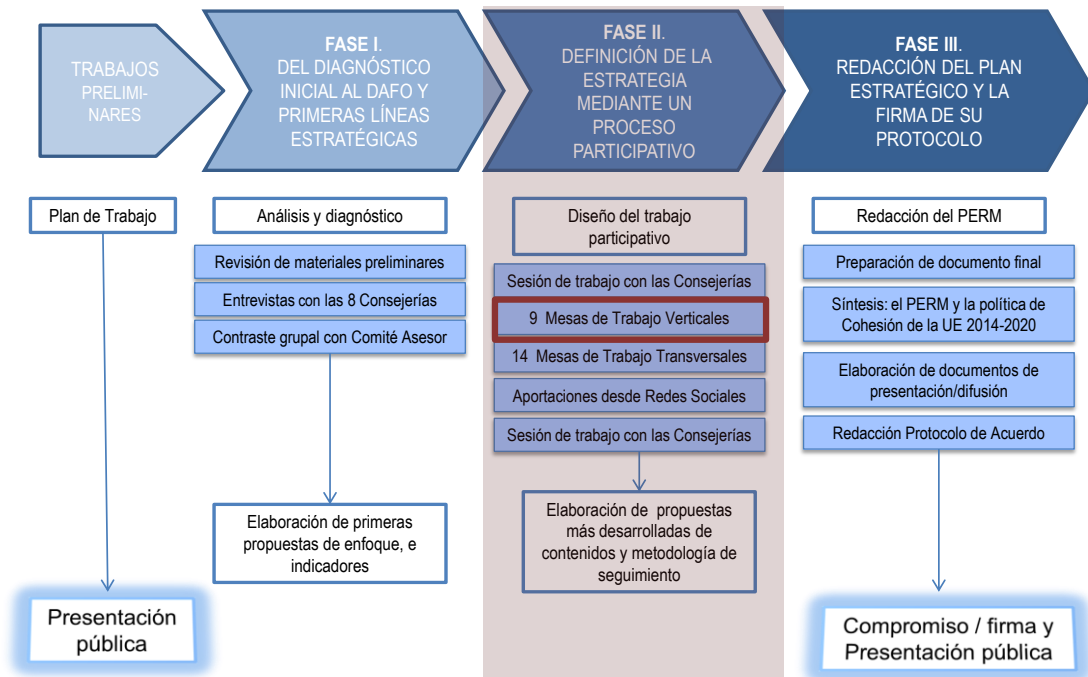 TRABAJOS
PRELIMI-
NARES
FASE I.
DEL DIAGNÓSTICO
INICIAL AL DAFO Y
PRIMERAS LÍNEAS
ESTRATÉGICAS
FASE II.
DEFINICIÓN DE LA
ESTRATEGIA
MEDIANTE UN
PROCESO
PARTICIPATIVO
FASE III.
REDACCIÓN DEL PLAN
ESTRATÉGICO Y LA
FIRMA DE SU
PROTOCOLO
Plan de Trabajo
Presentación
pública
Análisis y diagnóstico
Revisión de materiales preliminares
Entrevistas con las 8 Consejerías
Contraste grupal con Comité Asesor
Elaboración de primeras
propuestas de enfoque, e
indicadores
Diseño del trabajo
participativo
Sesión de trabajo con las Consejerías
9 Mesas de Trabajo Verticales
14 Mesas de Trabajo Transversales
Aportaciones desde Redes Sociales
Sesión de trabajo con las Consejerías
Elaboración de propuestas
más desarrolladas de
contenidos y metodología de
seguimiento
Redacción del PERM
Preparación de documento final
Síntesis: el PERM y la política de
Cohesión de la UE 2014-2020
Elaboración de documentos de
presentación/difusión
Redacción Protocolo de Acuerdo
Compromiso / firma y
Presentación pública